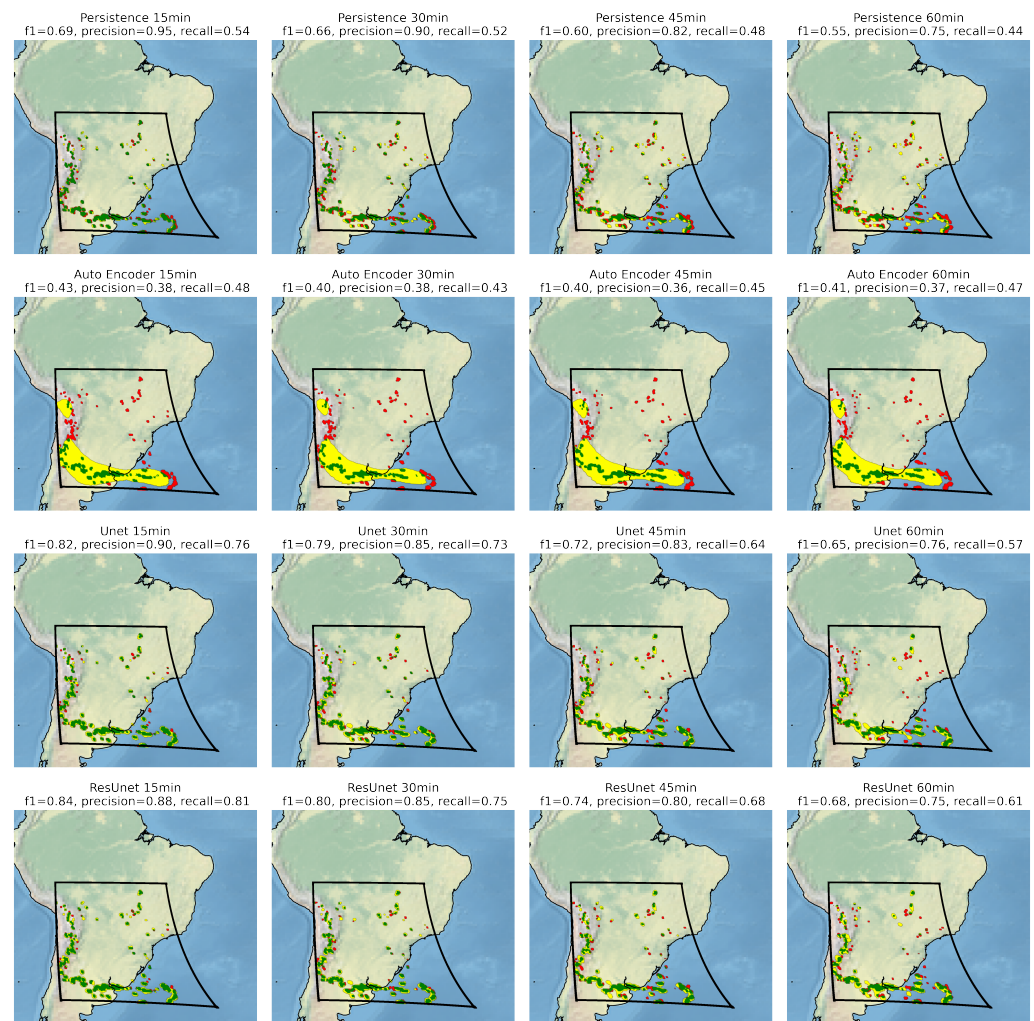 Persistence 15min
f1=0.69, precision=0.95, recall=0.54
Persistence 30min
f1=0.66, precision=0.90, recall=0.52
Persistence 45min
f1=0.60, precision=0.82, recall=0.48
Persistence 60min
f1=0.55, precision=0.75, recall=0.44
Auto Encoder 15min
f1=0.43, precision=0.38, recall=0.48
Auto Encoder 30min
f1=0.40, precision=0.38, recall=0.43
Auto Encoder 45min
f1=0.40, precision=0.36, recall=0.45
Auto Encoder 60min
f1=0.41, precision=0.37, recall=0.47
Unet 15min
f1=0.82, precision=0.90, recall=0.76
Unet 30min
f1=0.79, precision=0.85, recall=0.73
Unet 45min
f1=0.72, precision=0.83, recall=0.64
Unet 60min
f1=0.65, precision=0.76, recall=0.57
ResUnet 15min
f1=0.84, precision=0.88, recall=0.81
ResUnet 30min
f1=0.80, precision=0.85, recall=0.75
ResUnet 45min
f1=0.74, precision=0.80, recall=0.68
ResUnet 60min
f1=0.68, precision=0.75, recall=0.61